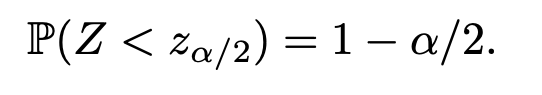 ℙ(Z < z_{α/2}) = 1 − α/2.